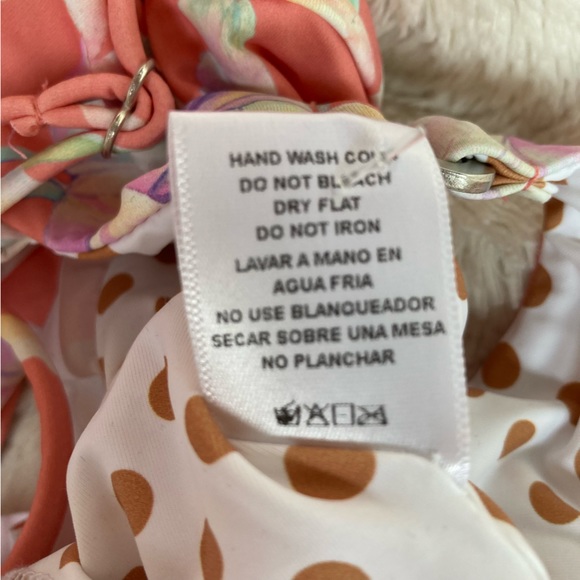 HAND WASH COLD
DO NOT BLEACH
DRY FLAT
DO NOT IRON
LAVAR A MANO EN
AGUA FRIA
NO USE BLANQUEADOR
SECAR SOBRE UNA MESA
NO PLANCHAR